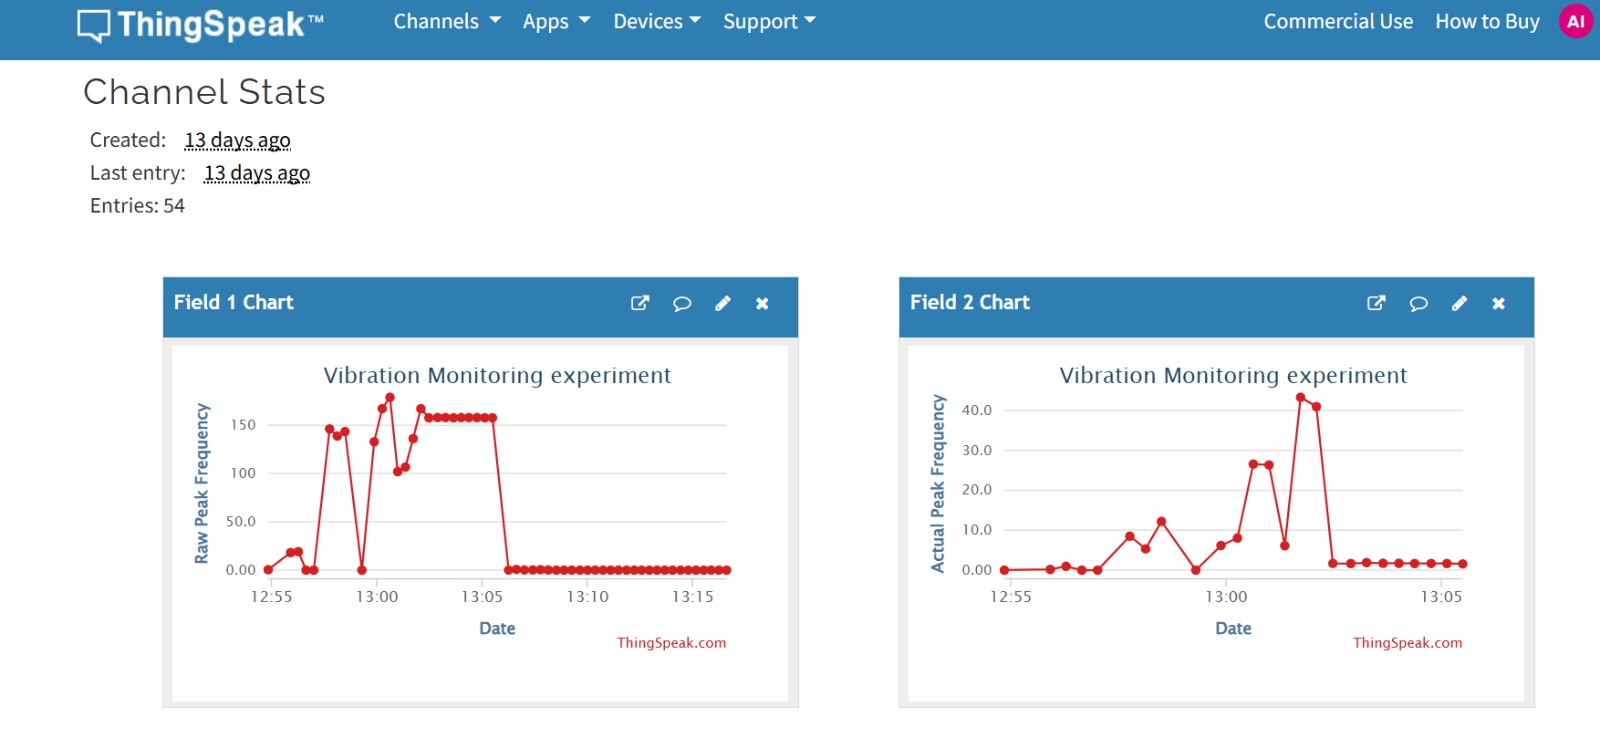 ThingSpeak™ Channels Apps Devices Support Commercial Use How to Buy AI
Channel Stats
Created: 13 days ago
Last entry: 13 days ago
Entries: 54
Field 1 Chart
Vibration Monitoring experiment
Raw Peak Frequency
150
100
50.0
0.00
12:55 13:00 13:05 13:10 13:15
Date
ThingSpeak.com
Field 2 Chart
Vibration Monitoring experiment
Actual Peak Frequency
40.0
30.0
20.0
10.0
0.00
12:55 13:00 13:05
Date
ThingSpeak.com